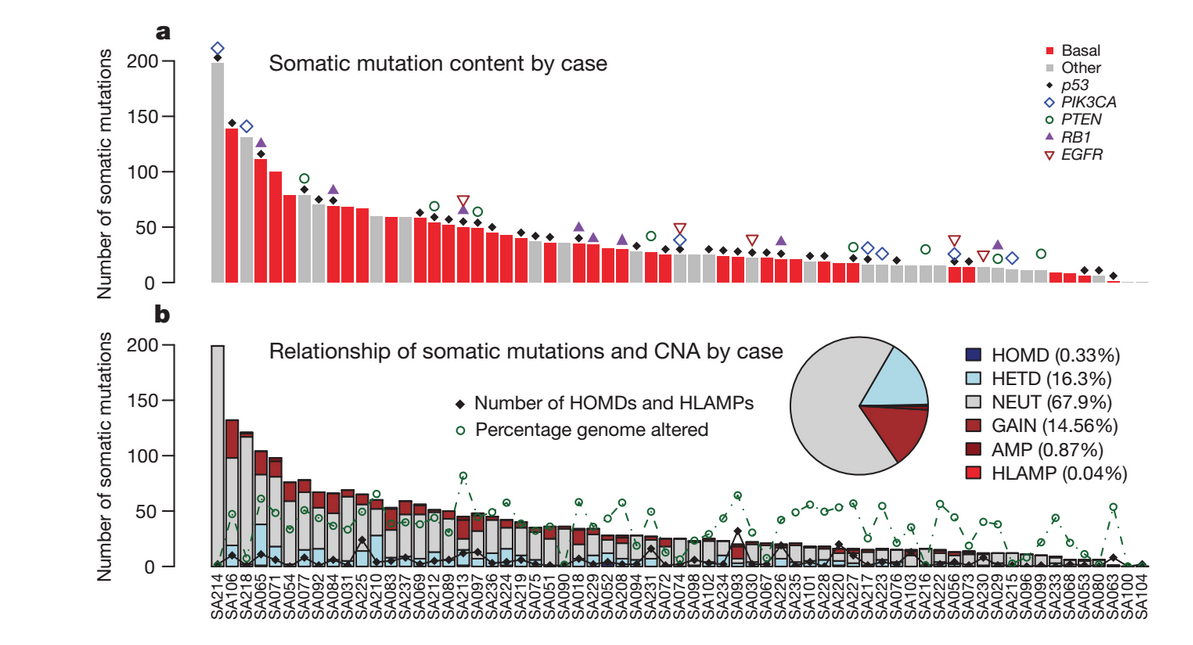 a
Number of somatic mutations
200
150
100
50
0
Somatic mutation content by case
Basal
Other
p53
PIK3CA
PTEN
RB1
EGFR
b
Number of somatic mutations
200
150
100
50
0
Relationship of somatic mutations and CNA by case
Number of HOMDs and HLAMPs
Percentage genome altered
HOMD (0.33%)
HETD (16.3%)
NEUT (67.9%)
GAIN (14.56%)
AMP (0.87%)
HLAMP (0.04%)
SA214
SA106
SA218
SA065
SA071
SA054
SA077
SA092
SA084
SA031
SA225
SA210
SA083
SA237
SA069
SA212
SA089
SA213
SA097
SA236
SA224
SA219
SA075
SA051
SA090
SA018
SA229
SA052
SA208
SA094
SA231
SA072
SA074
SA098
SA102
SA234
SA093
SA030
SA067
SA226
SA235
SA101
SA228
SA220
SA227
SA217
SA223
SA076
SA103
SA216
SA222
SA056
SA073
SA230
SA029
SA215
SA096
SA099
SA233
SA068
SA053
SA080
SA063
SA100
SA104